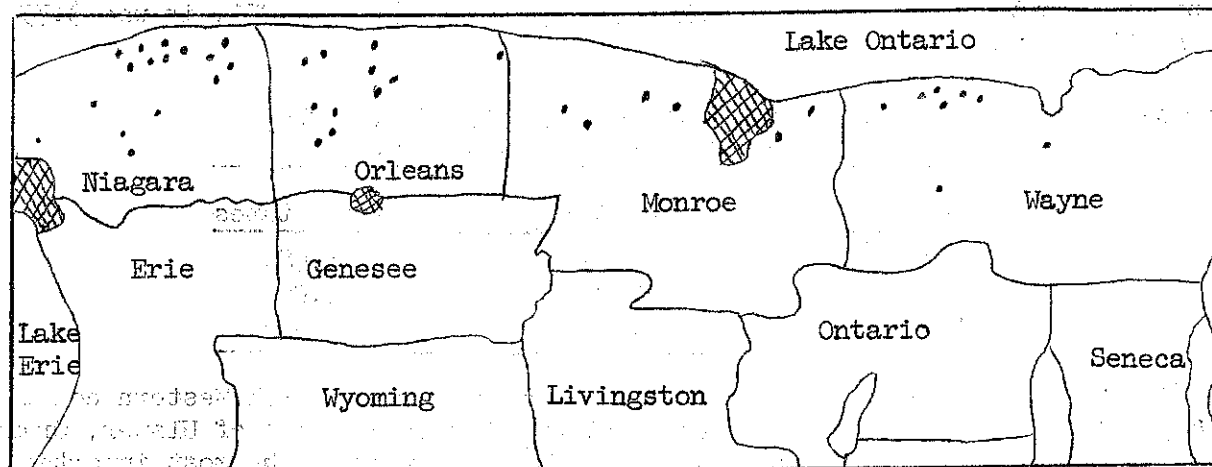 Lake Ontario
Niagara
Orleans
Monroe
Wayne
Erie
Genesee
Lake
Erie
Ontario
Seneca
Wyoming
Livingston